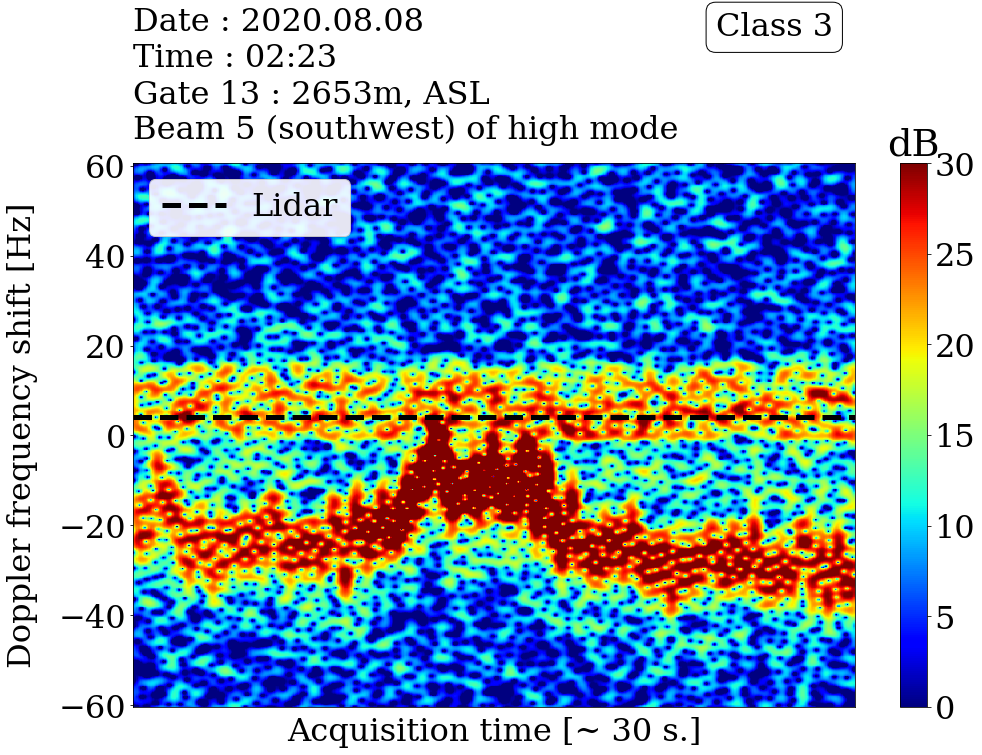 Date : 2020.08.08
Time : 02:23
Gate 13 : 2653m, ASL
Beam 5 (southwest) of high mode
Class 3
dB
Lidar
Doppler frequency shift [Hz]
60
40
20
0
−20
−40
−60
30
25
20
15
10
5
0
Acquisition time [~ 30 s.]